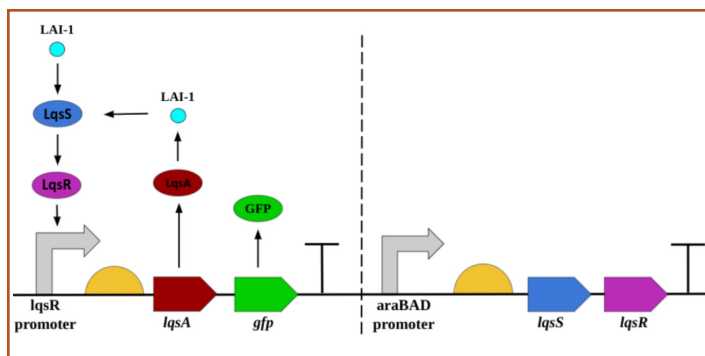 LAI-1
LqsS
LAI-1
LqsR
LqsA
GFP
lqsR
promoter
lqsA
gfp
araBAD
promoter
lqsS
lqsR